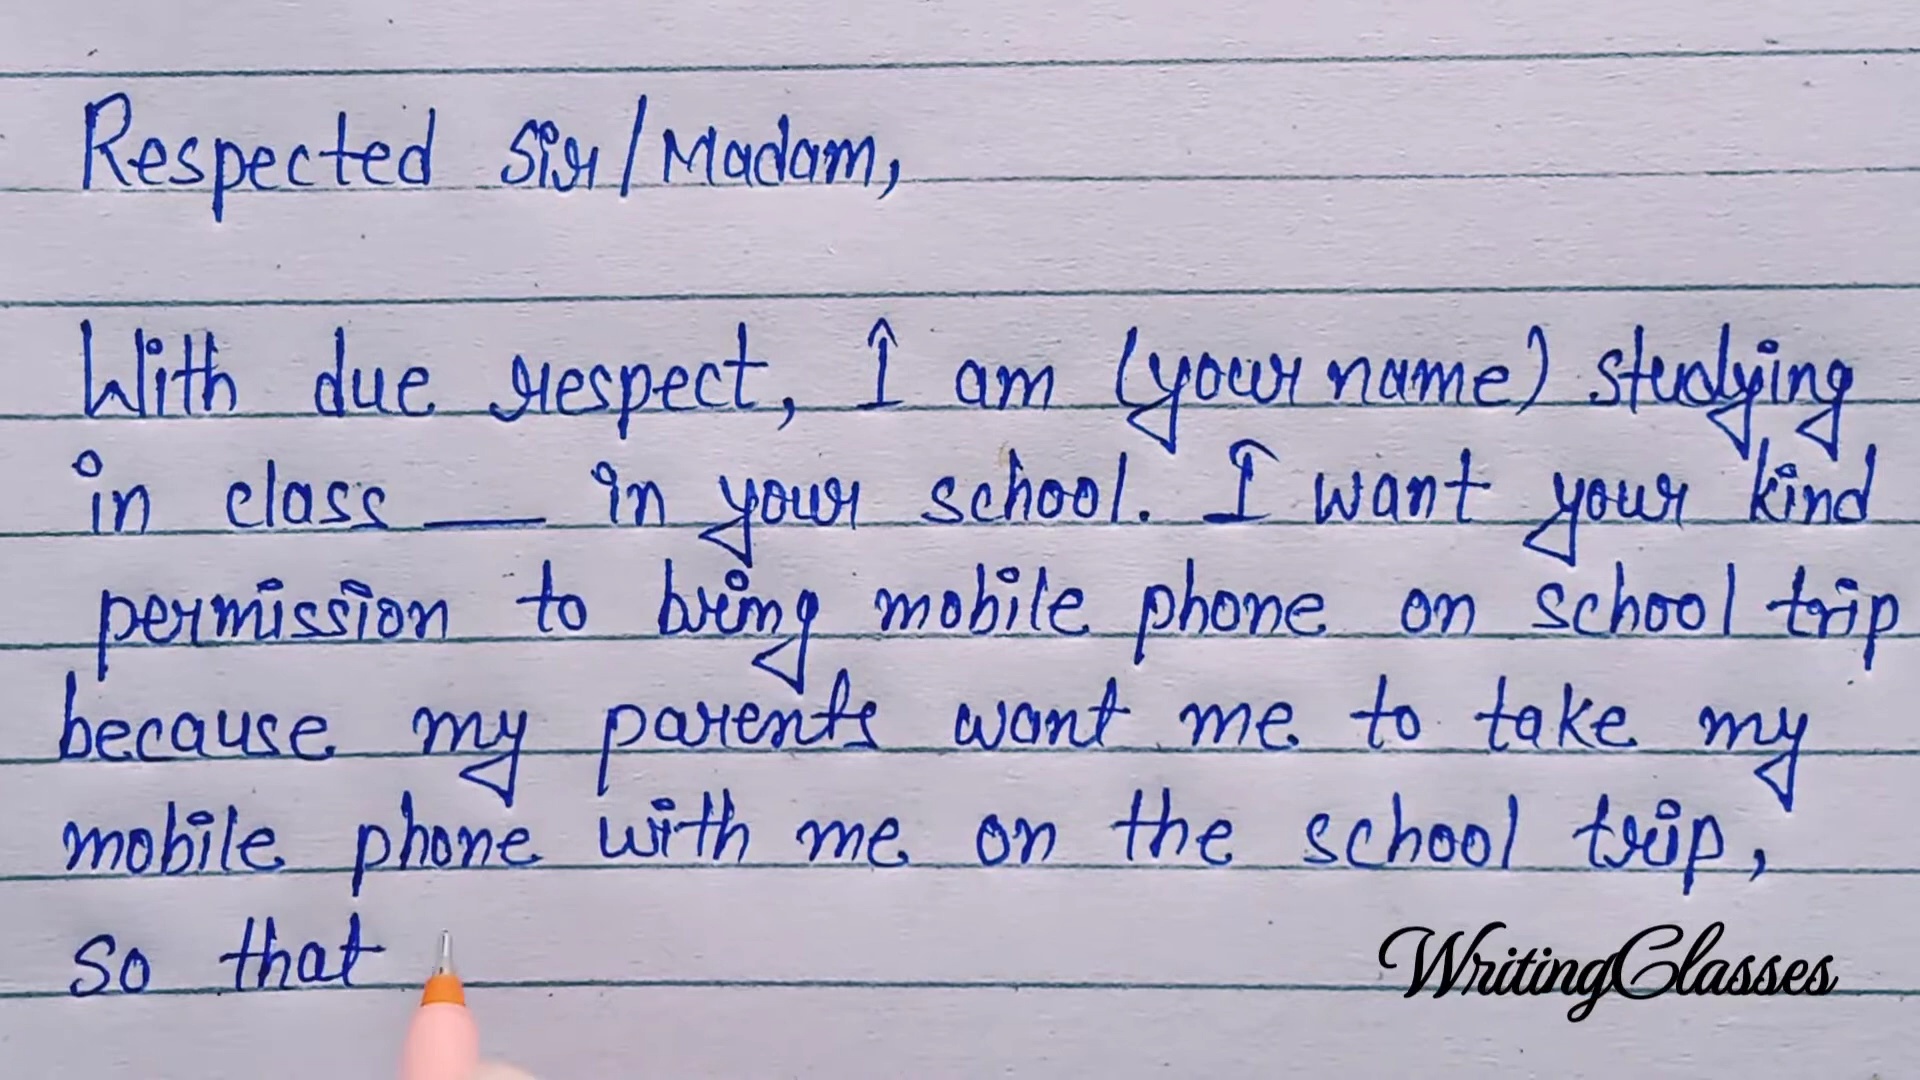 Respected Sir/Madam,
With due respect, I am (your name) studying
in class ___ in your school. I want your kind
permission to bring mobile phone on school trip
because my parents want me to take my
mobile phone with me on the school trip,
so that
WritingClasses